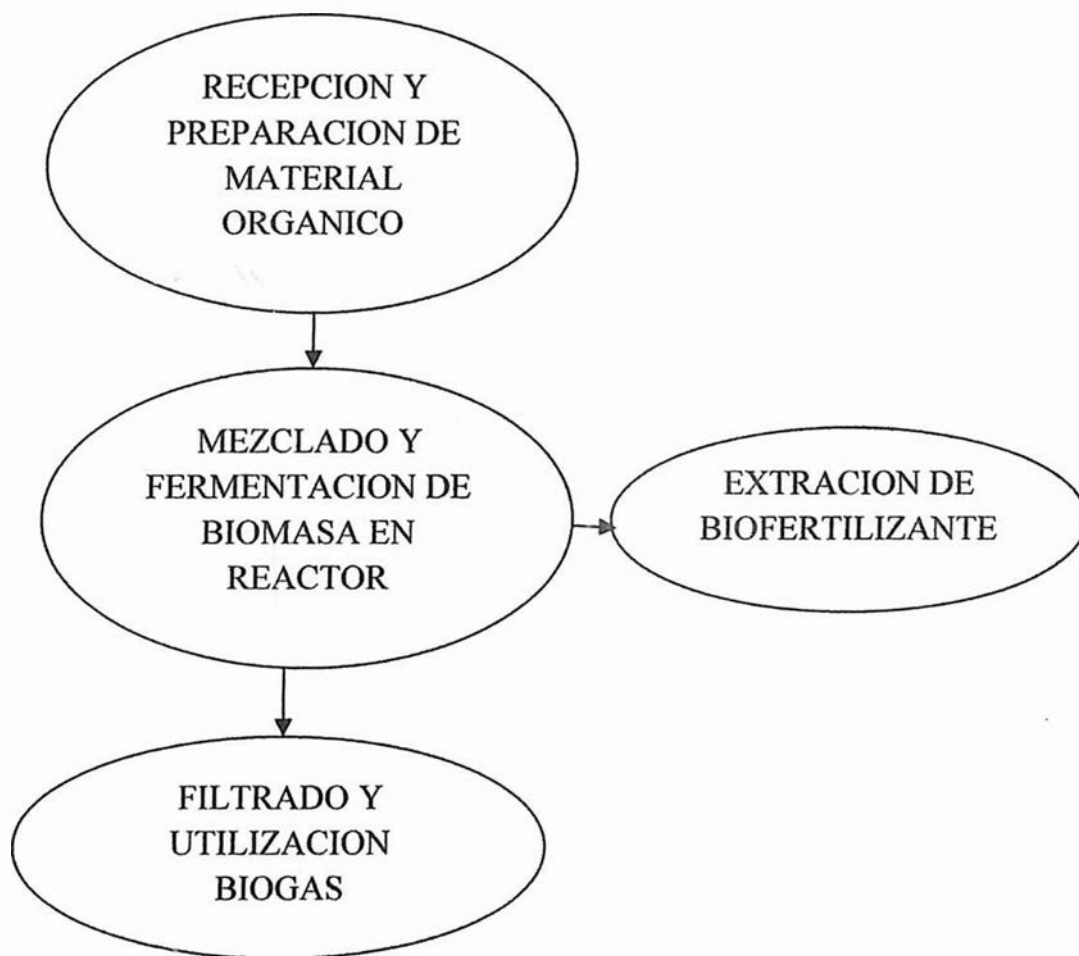 RECEPCION Y
PREPARACION DE
MATERIAL
ORGANICO
MEZCLADO Y
FERMENTACION DE
BIOMASA EN
REACTOR
EXTRACION DE
BIOFERTILIZANTE
FILTRADO Y
UTILIZACION
BIOGAS